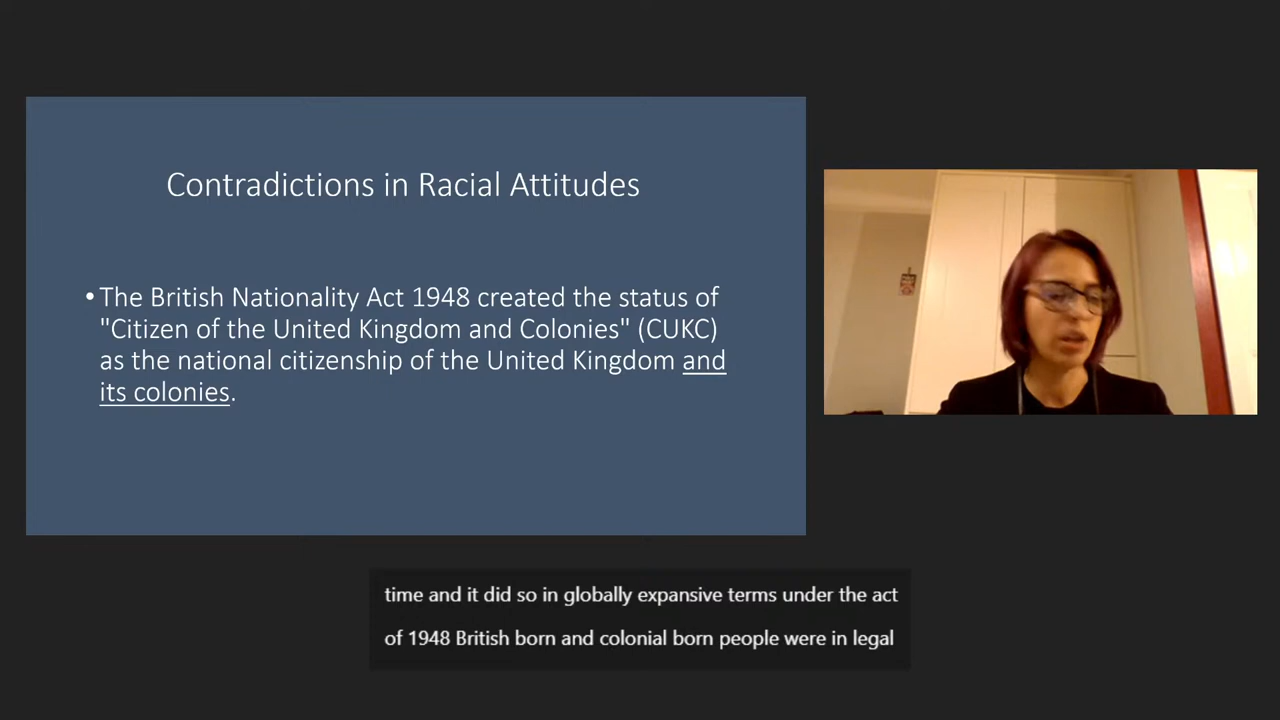 Contradictions in Racial Attitudes
• The British Nationality Act 1948 created the status of
"Citizen of the United Kingdom and Colonies" (CUKC)
as the national citizenship of the United Kingdom and
its colonies.
time and it did so in globally expansive terms under the act
of 1948 British born and colonial born people were in legal